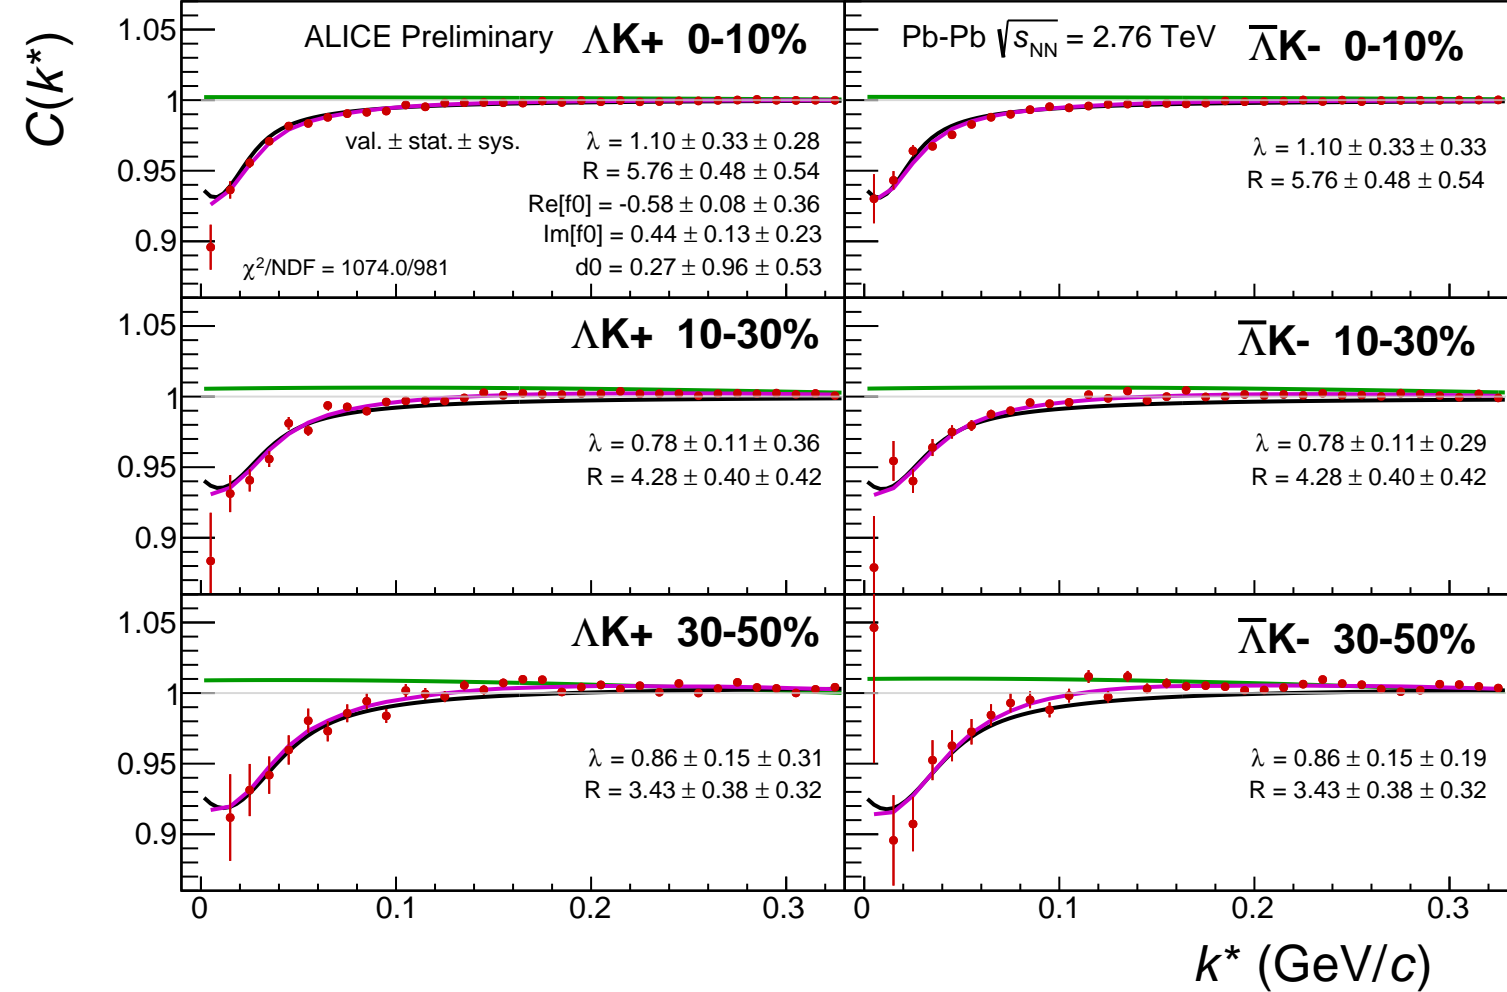 C(k*)
ALICE Preliminary ΛK+ 0-10%
1.05
1
0.95
0.9
val. ± stat. ± sys.
λ = 1.10 ± 0.33 ± 0.28
R = 5.76 ± 0.48 ± 0.54
Re[f0] = -0.58 ± 0.08 ± 0.36
Im[f0] = 0.44 ± 0.13 ± 0.23
χ²/NDF = 1074.0/981
d0 = 0.27 ± 0.96 ± 0.53
Pb-Pb √s_NN = 2.76 TeV Λ̅K- 0-10%
λ = 1.10 ± 0.33 ± 0.33
R = 5.76 ± 0.48 ± 0.54
ΛK+ 10-30%
1.05
1
0.95
0.9
λ = 0.78 ± 0.11 ± 0.36
R = 4.28 ± 0.40 ± 0.42
Λ̅K- 10-30%
λ = 0.78 ± 0.11 ± 0.29
R = 4.28 ± 0.40 ± 0.42
ΛK+ 30-50%
1.05
1
0.95
0.9
λ = 0.86 ± 0.15 ± 0.31
R = 3.43 ± 0.38 ± 0.32
Λ̅K- 30-50%
λ = 0.86 ± 0.15 ± 0.19
R = 3.43 ± 0.38 ± 0.32
0 0.1 0.2 0.3
0 0.1 0.2 0.3
k* (GeV/c)